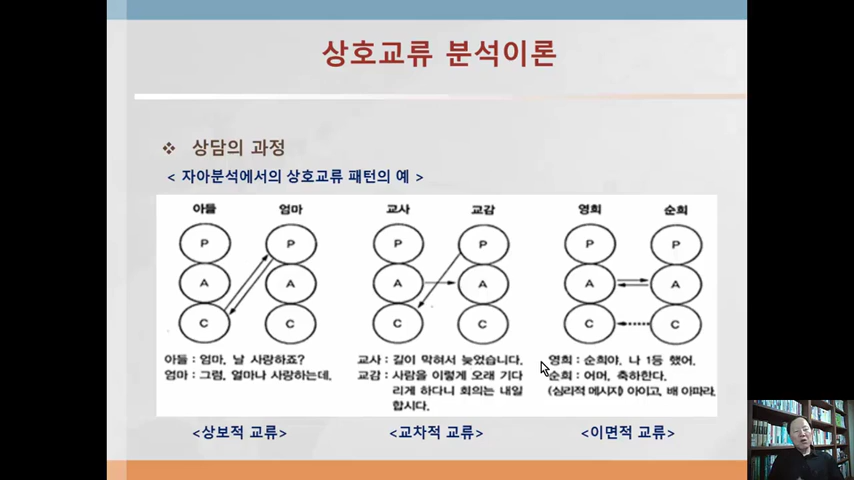 상호교류 분석이론
❖ 상담의 과정
< 자아분석에서의 상호교류 패턴의 예 >
아들 엄마 교사 교감 영희 순희
P P P P P P
A A A A A A
C C C C C C
아들 : 엄마, 날 사랑하죠?
엄마 : 그럼, 얼마나 사랑하는데.
교사 : 길이 막혀서 늦었습니다.
교감 : 사람을 이렇게 오래 기다
리게 하다니 회의는 내일
합시다.
영희 : 순희야, 나 1등 했어.
순희 : 어머, 축하한다.
(심리적 메시지) 아이고, 배 아파라.
<상보적 교류> <교차적 교류> <이면적 교류>